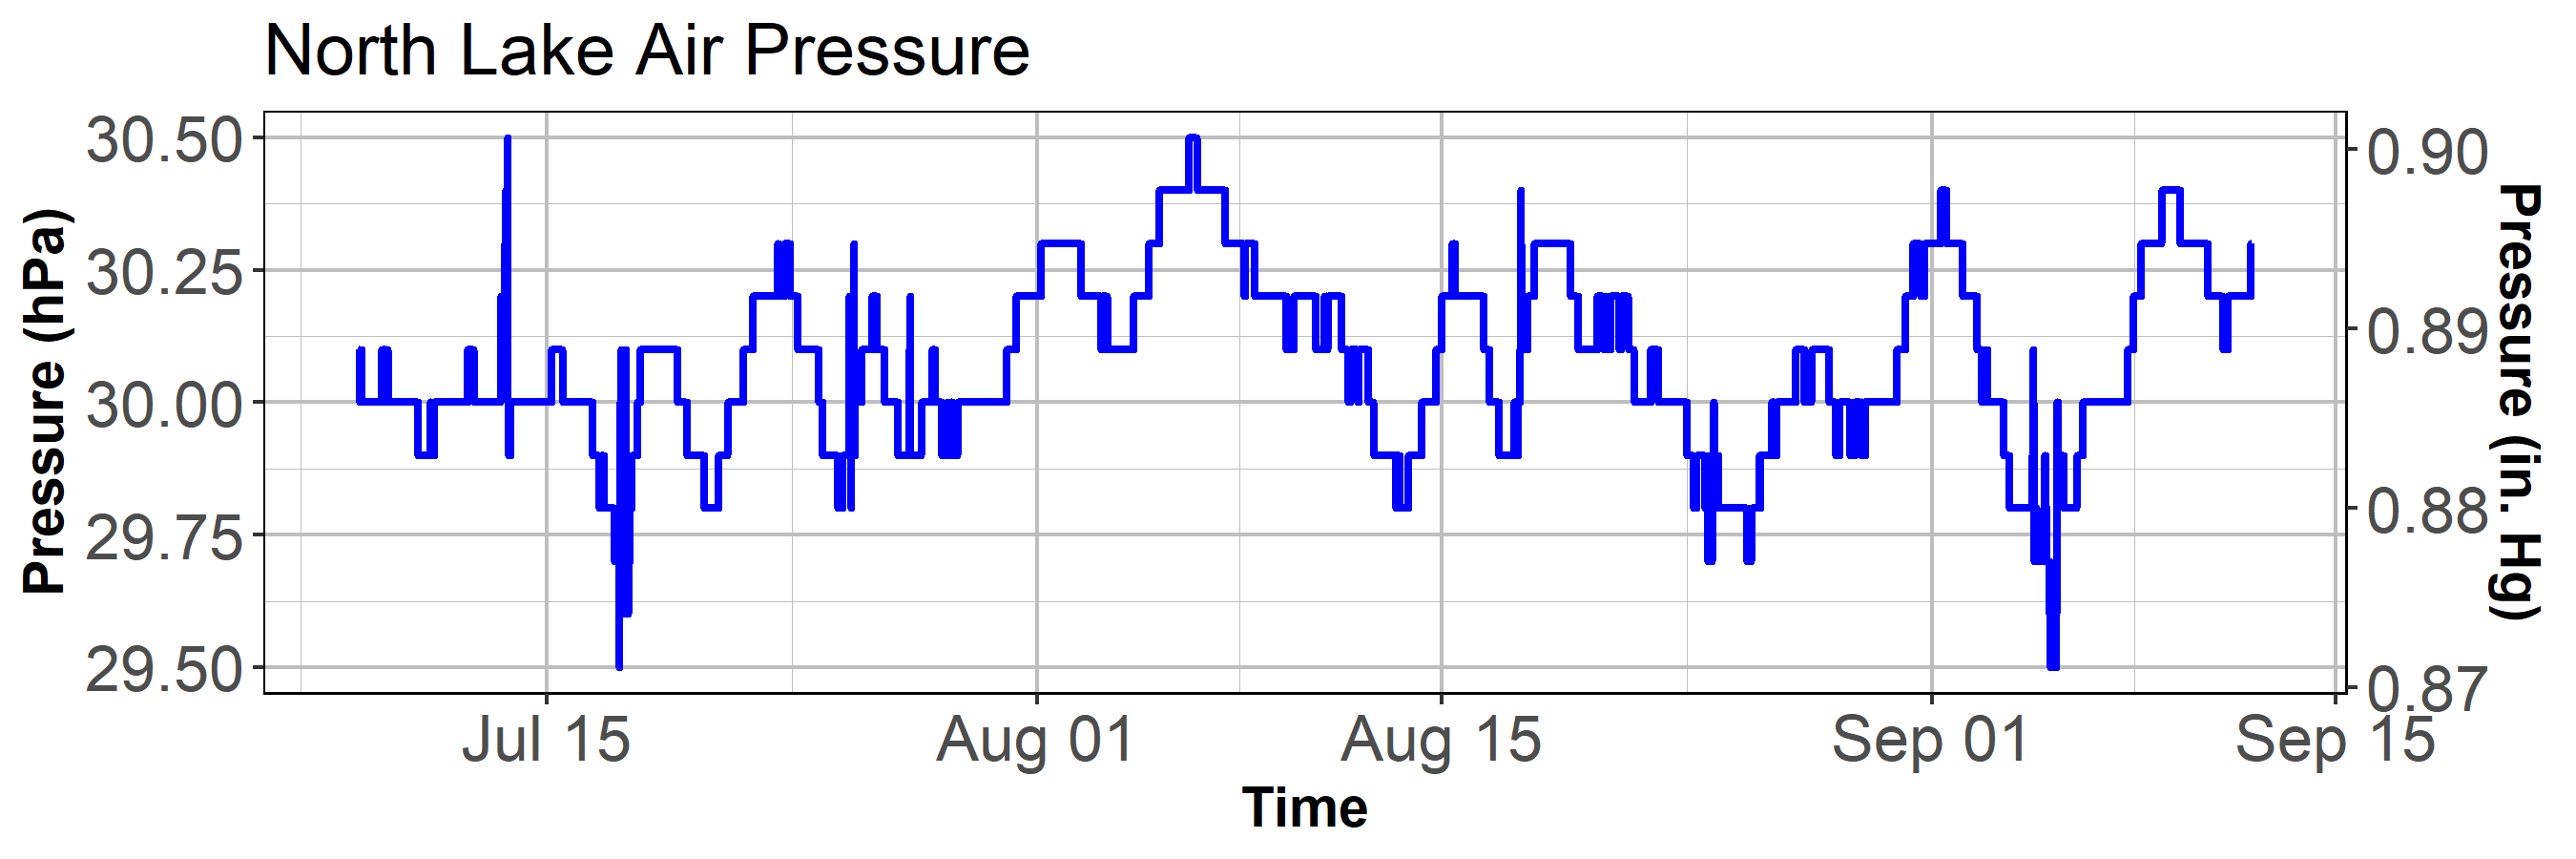 North Lake Air Pressure
Pressure (hPa)
30.50
30.25
30.00
29.75
29.50
0.90
0.89
0.88
0.87
Pressure (in. Hg)
Jul 15
Aug 01
Aug 15
Sep 01
Sep 15
Time